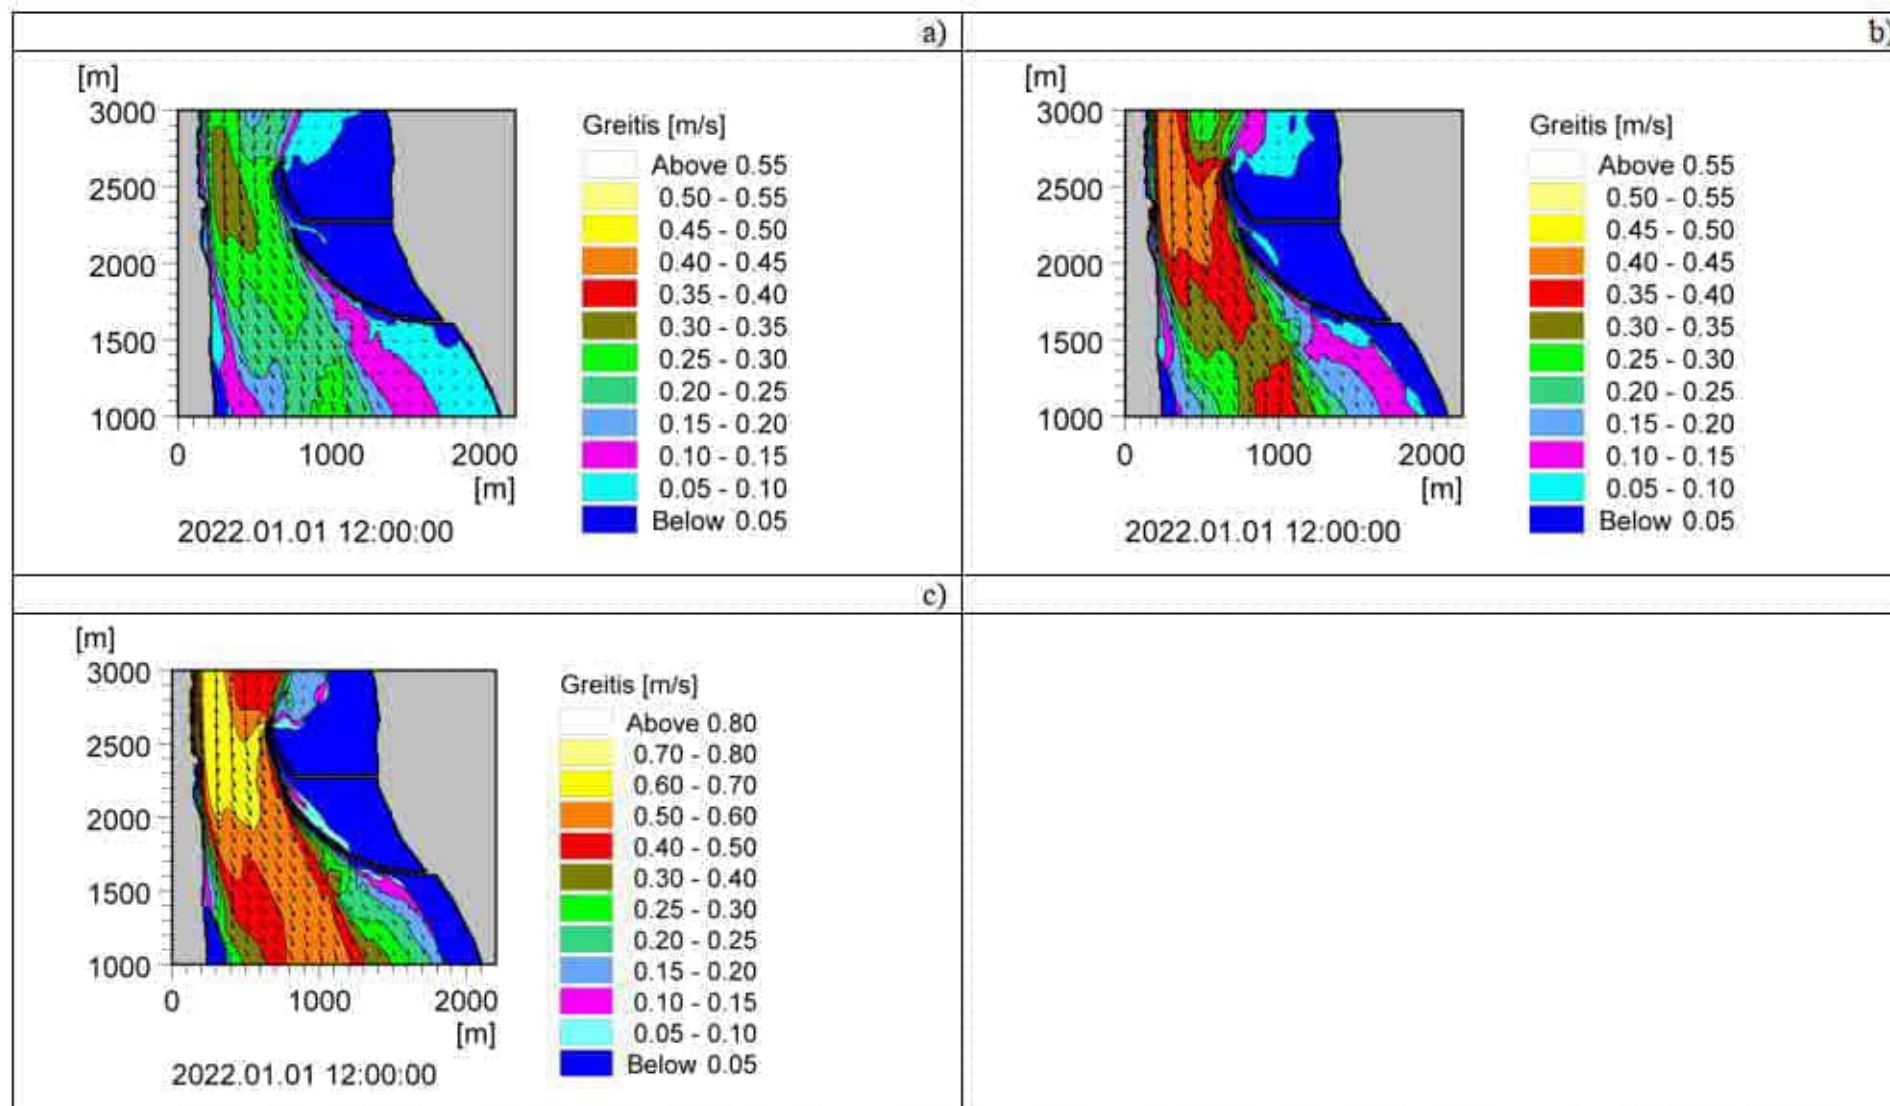 a)
b)
[m]
3000
2500
2000
1500
1000
0 1000 2000
[m]
2022.01.01 12:00:00
Greitis [m/s]
Above 0.55
0.50 - 0.55
0.45 - 0.50
0.40 - 0.45
0.35 - 0.40
0.30 - 0.35
0.25 - 0.30
0.20 - 0.25
0.15 - 0.20
0.10 - 0.15
0.05 - 0.10
Below 0.05
[m]
3000
2500
2000
1500
1000
0 1000 2000
[m]
2022.01.01 12:00:00
Greitis [m/s]
Above 0.55
0.50 - 0.55
0.45 - 0.50
0.40 - 0.45
0.35 - 0.40
0.30 - 0.35
0.25 - 0.30
0.20 - 0.25
0.15 - 0.20
0.10 - 0.15
0.05 - 0.10
Below 0.05
c)
[m]
3000
2500
2000
1500
1000
0 1000 2000
[m]
2022.01.01 12:00:00
Greitis [m/s]
Above 0.80
0.70 - 0.80
0.60 - 0.70
0.50 - 0.60
0.40 - 0.50
0.30 - 0.40
0.25 - 0.30
0.20 - 0.25
0.15 - 0.20
0.10 - 0.15
0.05 - 0.10
Below 0.05